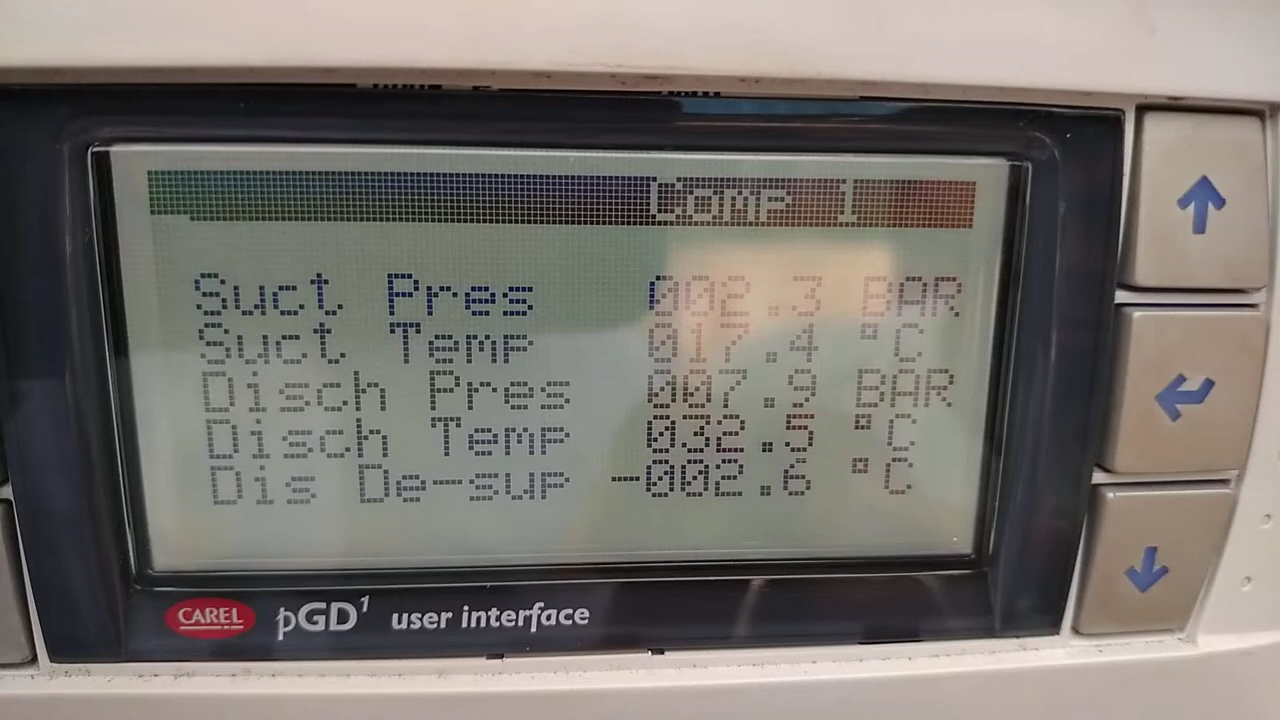 Comp 1
Suct Pres 002.3 BAR
Suct Temp 017.4 °C
Disch Pres 007.9 BAR
Disch Temp 032.5 °C
Dis De-sup -002.6 °C
CAREL pGD¹ user interface